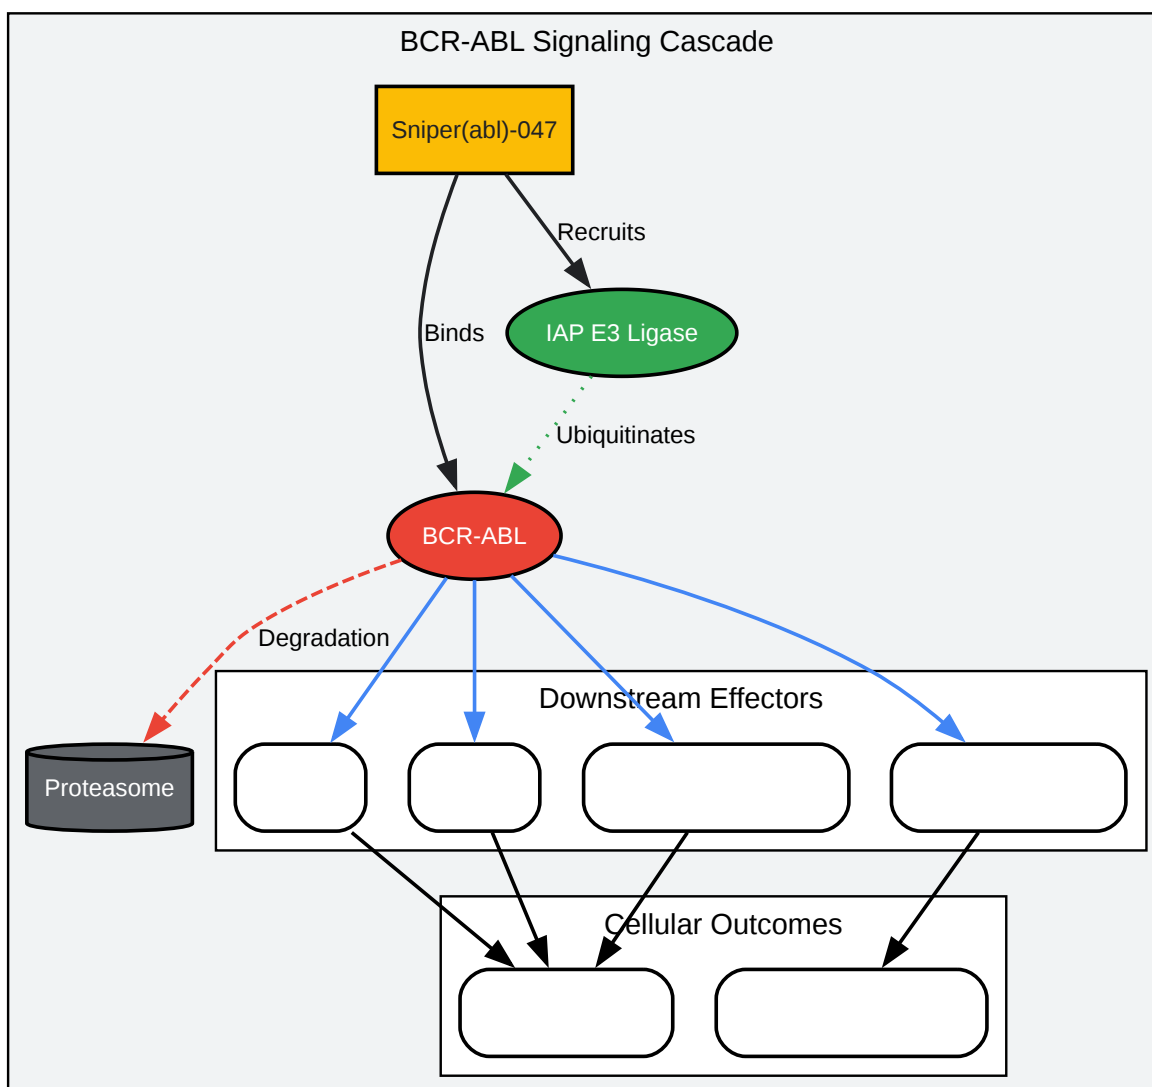 BCR-ABL Signaling Cascade
Sniper(abl)-047
Recruits
Binds
IAP E3 Ligase
Ubiquitinates
BCR-ABL
Degradation
Downstream Effectors
Proteasome
Cellular Outcomes